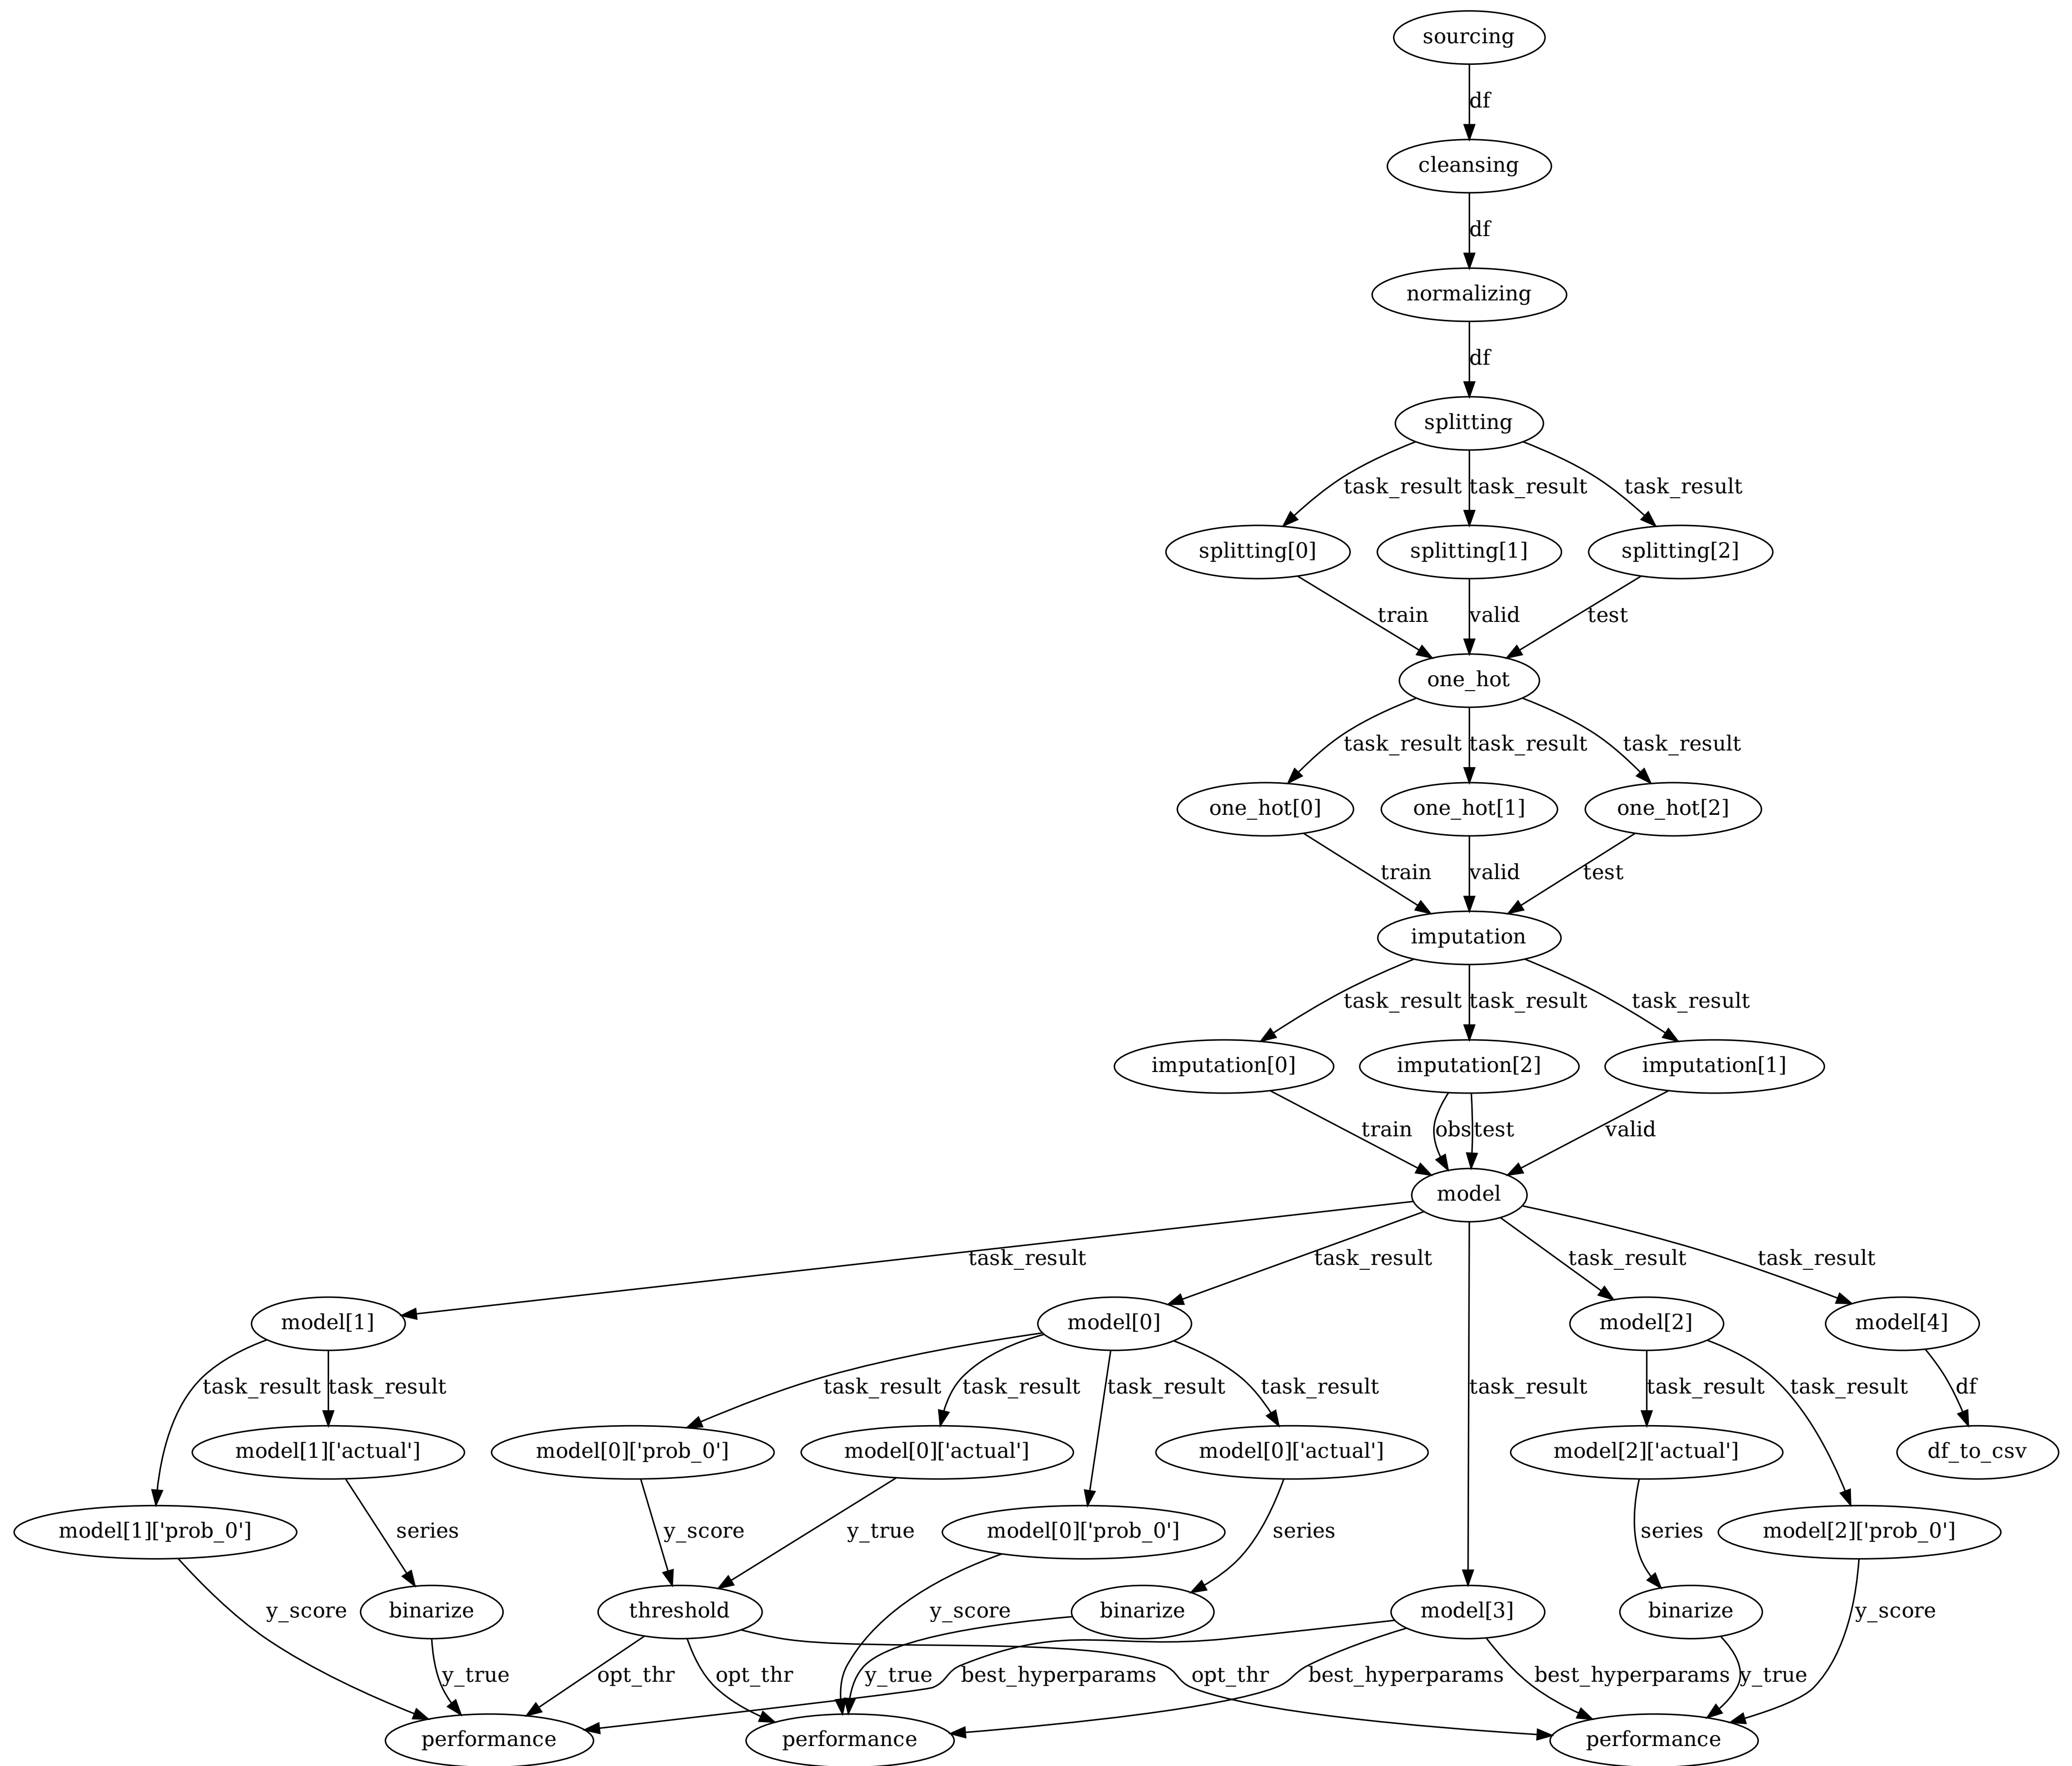 sourcing
df
cleansing
df
normalizing
df
splitting
task_result task_result task_result
splitting[0] splitting[1] splitting[2]
train valid test
one_hot
task_result task_result task_result
one_hot[0] one_hot[1] one_hot[2]
train valid test
imputation
task_result task_result task_result
imputation[0] imputation[2] imputation[1]
train obs test valid
model
task_result task_result task_result task_result
model[1] model[0] model[2] model[4]
task_result task_result task_result task_result task_result task_result task_result task_result task_result df
model[1]['actual'] model[0]['prob_0'] model[0]['actual'] model[0]['actual'] model[2]['actual'] df_to_csv
model[1]['prob_0'] series y_score y_true model[0]['prob_0'] series series model[2]['prob_0']
y_score binarize threshold y_score binarize model[3] binarize y_score
y_true opt_thr opt_thr y_true best_hyperparams opt_thr best_hyperparams best_hyperparams y_true
performance performance performance